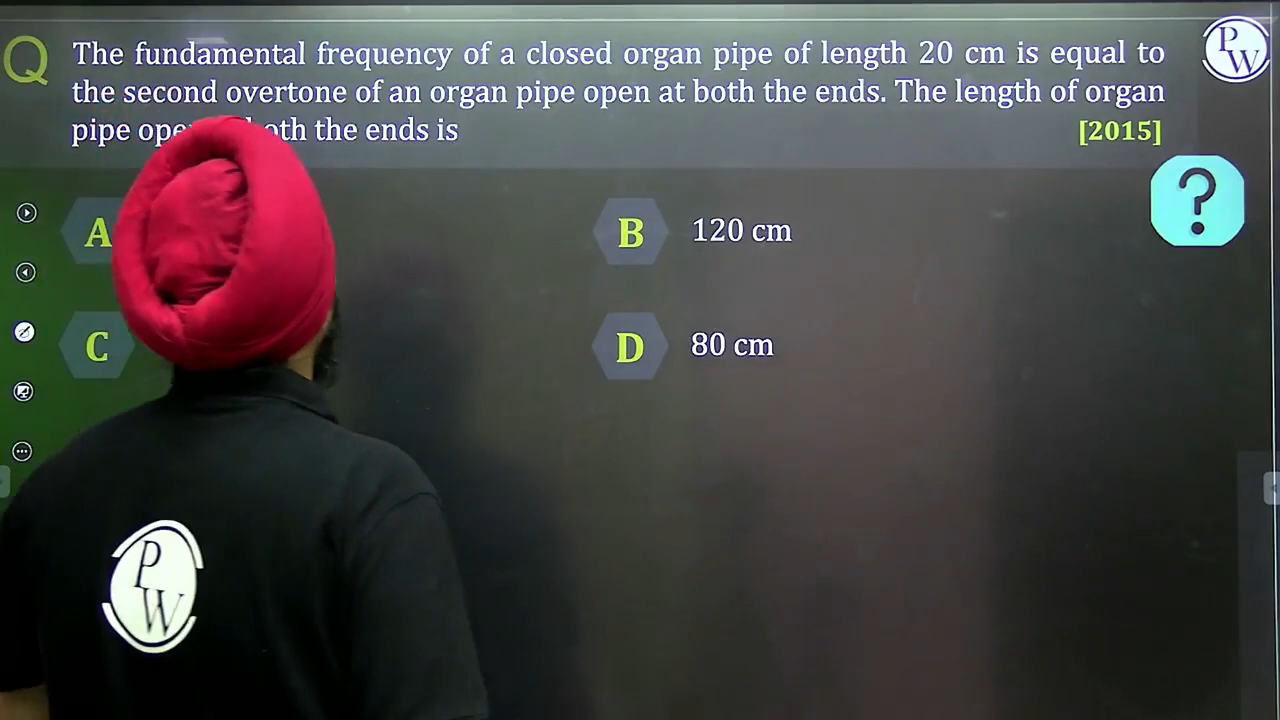 Q The fundamental frequency of a closed organ pipe of length 20 cm is equal to
the second overtone of an organ pipe open at both the ends. The length of organ
pipe the ends is [2015]
A
B 120 cm
C
D 80 cm
?
PW
PW